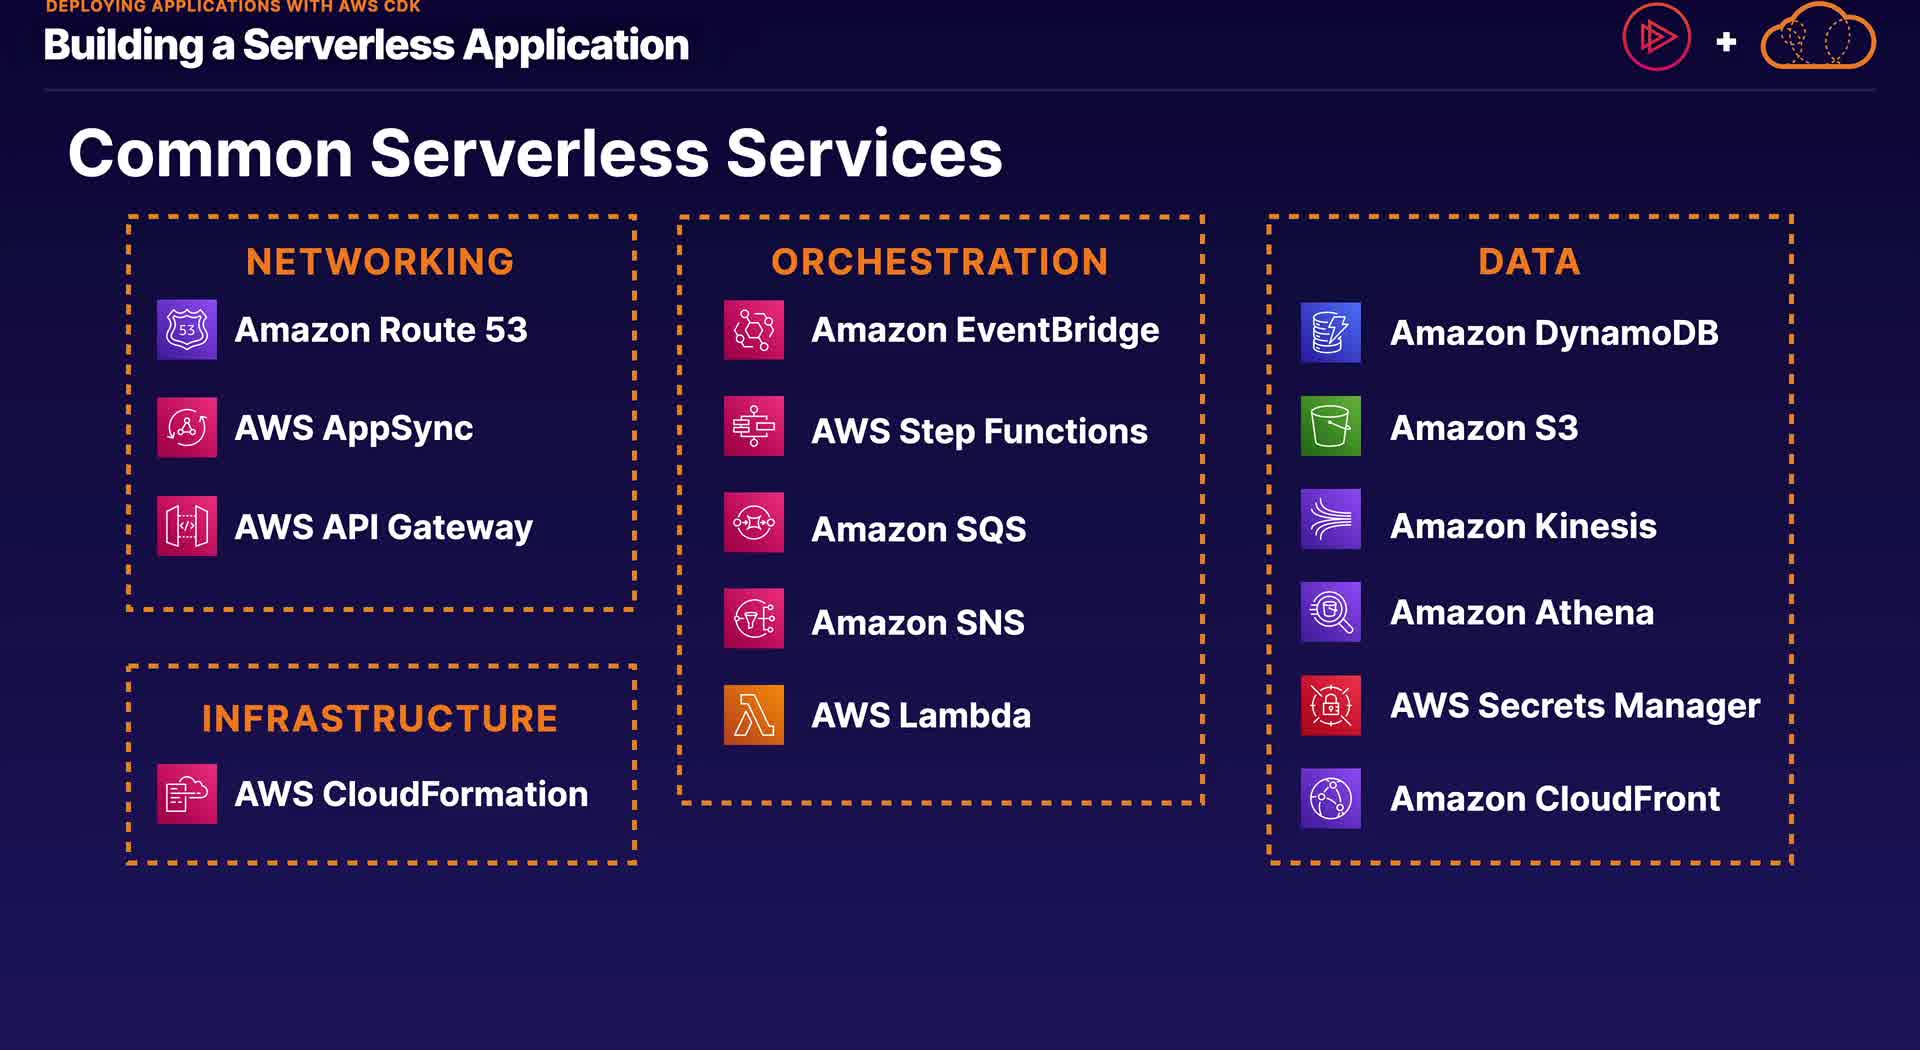 DEPLOYING APPLICATIONS WITH AWS CDK
Building a Serverless Application
Common Serverless Services
NETWORKING
53
Amazon Route 53
AWS AppSync
AWS API Gateway
INFRASTRUCTURE
AWS CloudFormation
ORCHESTRATION
Amazon EventBridge
AWS Step Functions
Amazon SQS
Amazon SNS
AWS Lambda
DATA
Amazon DynamoDB
Amazon S3
Amazon Kinesis
Amazon Athena
AWS Secrets Manager
Amazon CloudFront